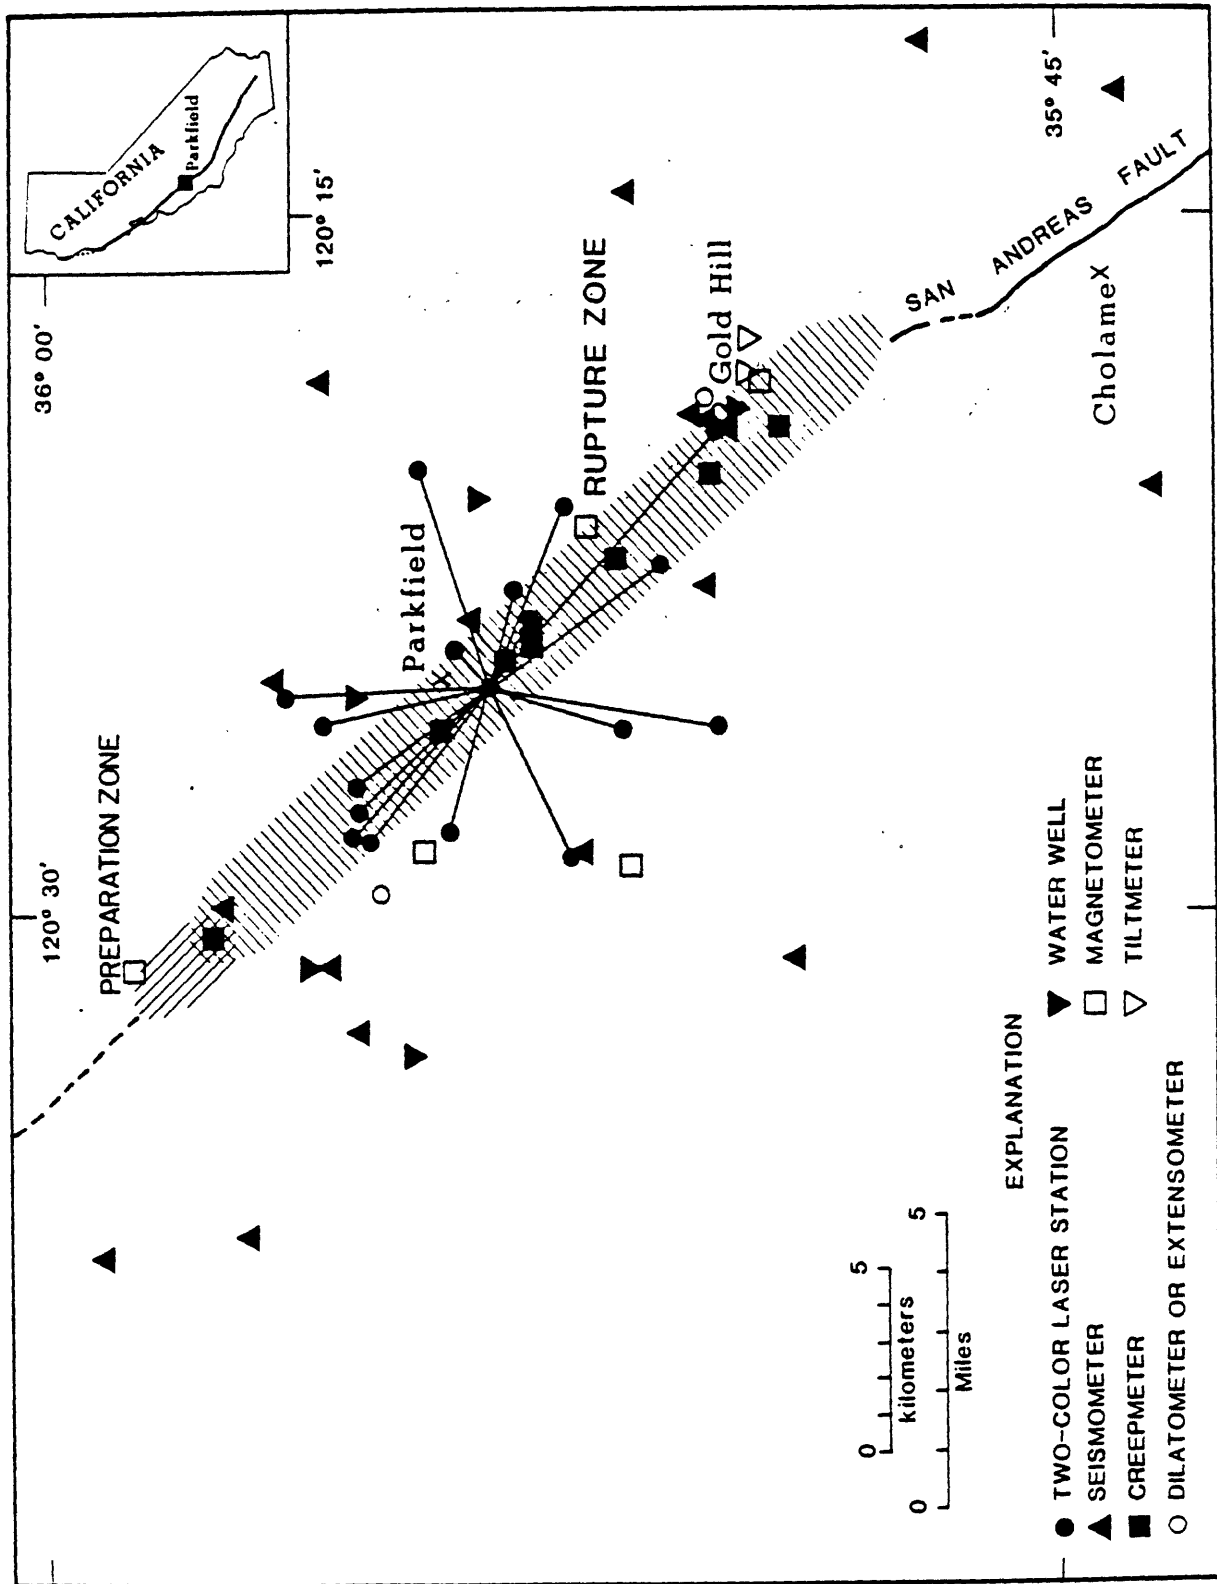 CALIFORNIA
Parkfield
36° 00′
120° 15′
35° 45′
120° 30′
PREPARATION ZONE
Parkfield
X
RUPTURE ZONE
Gold Hill
SAN ANDREAS FAULT
Cholame X
0 5
kilometers
0 5
Miles
EXPLANATION
TWO-COLOR LASER STATION
SEISMOMETER
CREEPMETER
DILATOMETER OR EXTENSOMETER
WATER WELL
MAGNETOMETER
TILTMETER